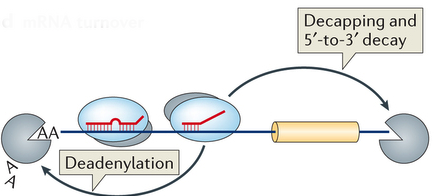 d mRNA turnover
Decapping and
5′-to-3′ decay
AA
A
A
Deadenylation